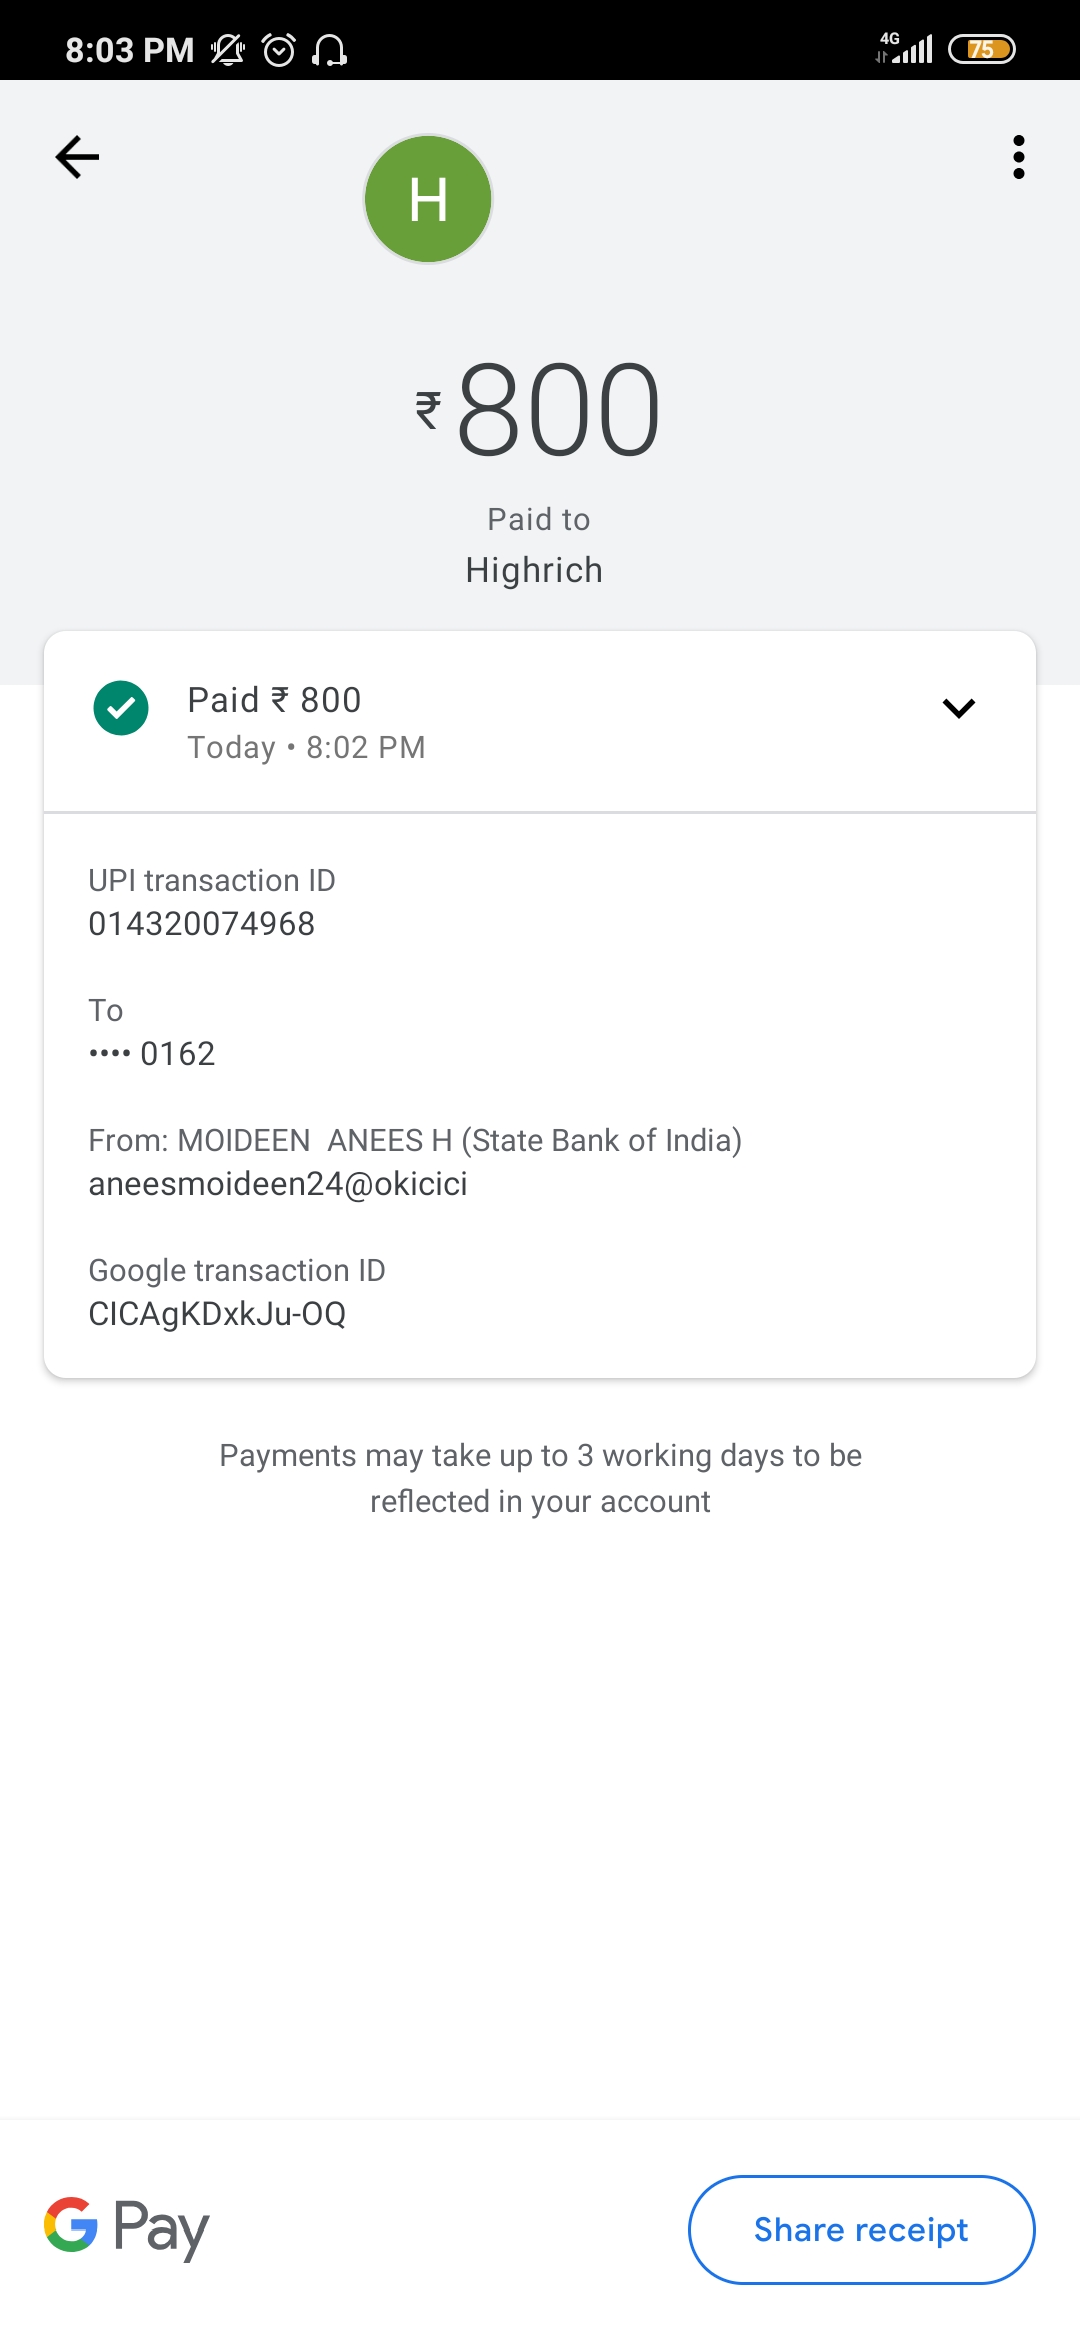 8:03 PM
4G
75
H
₹800
Paid to
Highrich
Paid ₹ 800
Today • 8:02 PM
UPI transaction ID
014320074968
To
•••• 0162
From: MOIDEEN  ANEES H (State Bank of India)
aneesmoideen24@okicici
Google transaction ID
CICAgKDxkJu-OQ
Payments may take up to 3 working days to be
reflected in your account
G Pay
Share receipt